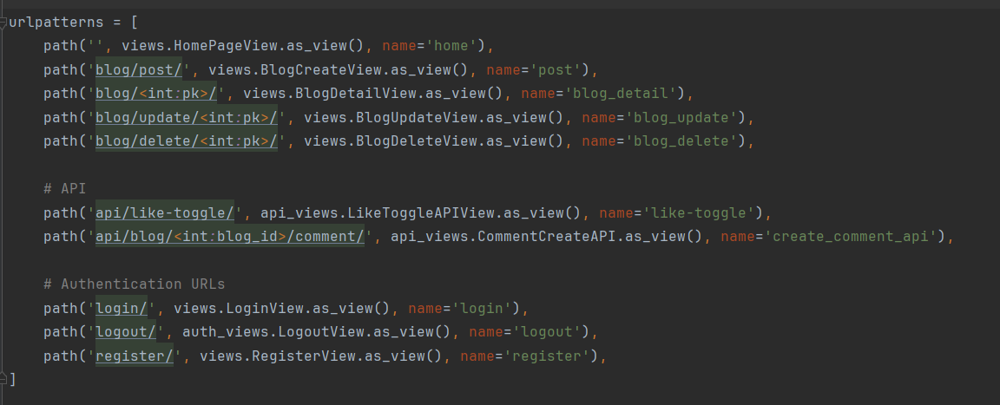 urlpatterns = [
    path('', views.HomePageView.as_view(), name='home'),
    path('blog/post/', views.BlogCreateView.as_view(), name='post'),
    path('blog/<int:pk>/', views.BlogDetailView.as_view(), name='blog_detail'),
    path('blog/update/<int:pk>/', views.BlogUpdateView.as_view(), name='blog_update'),
    path('blog/delete/<int:pk>/', views.BlogDeleteView.as_view(), name='blog_delete'),

    # API
    path('api/like-toggle/', api_views.LikeToggleAPIView.as_view(), name='like-toggle'),
    path('api/blog/<int:blog_id>/comment/', api_views.CommentCreateAPI.as_view(), name='create_comment_api'),

    # Authentication URLs
    path('login/', views.LoginView.as_view(), name='login'),
    path('logout/', auth_views.LogoutView.as_view(), name='logout'),
    path('register/', views.RegisterView.as_view(), name='register'),
]